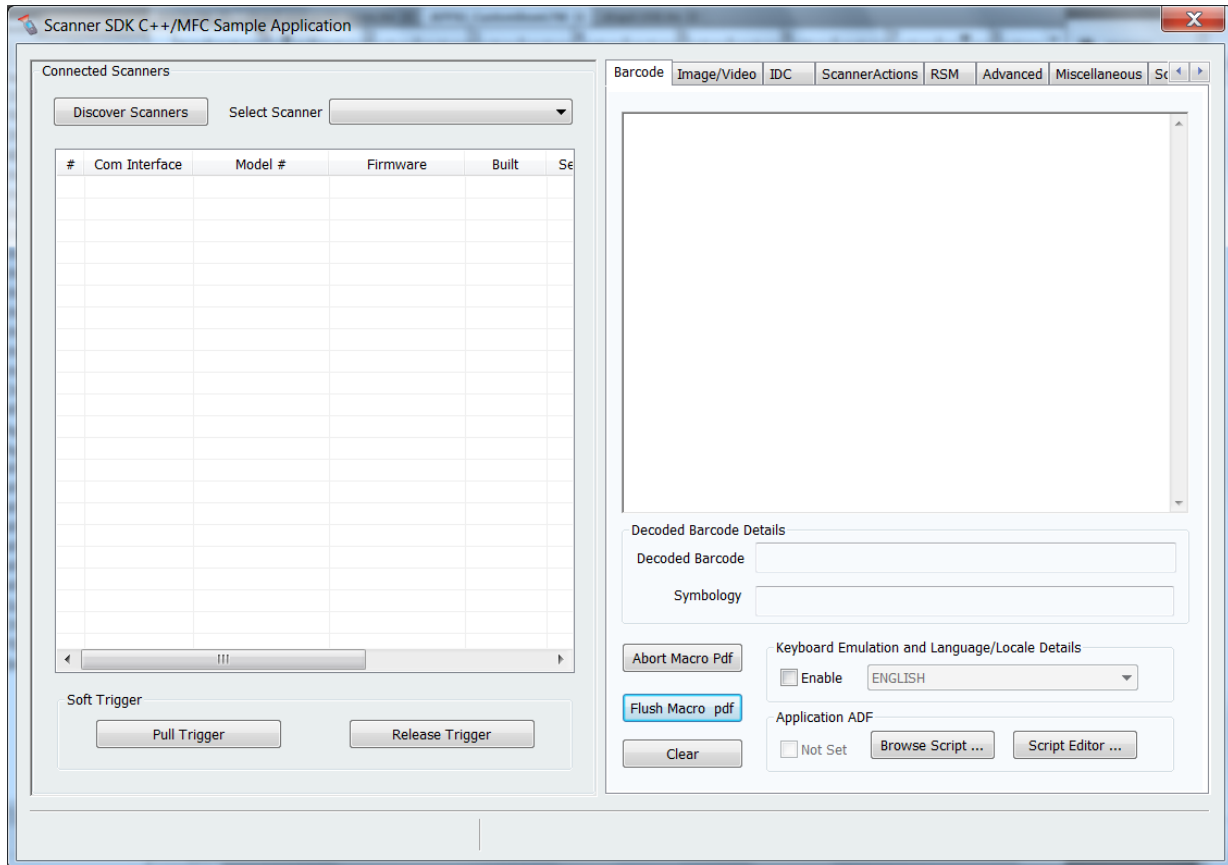 Scanner SDK C++/MFC Sample Application
Connected Scanners
Discover Scanners
Select Scanner
# Com Interface Model # Firmware Built Se
Soft Trigger
Pull Trigger
Release Trigger
Barcode Image/Video IDC ScannerActions RSM Advanced Miscellaneous Sc
Decoded Barcode Details
Decoded Barcode
Symbology
Abort Macro Pdf
Flush Macro pdf
Clear
Keyboard Emulation and Language/Locale Details
Enable ENGLISH
Application ADF
Not Set Browse Script ... Script Editor ...